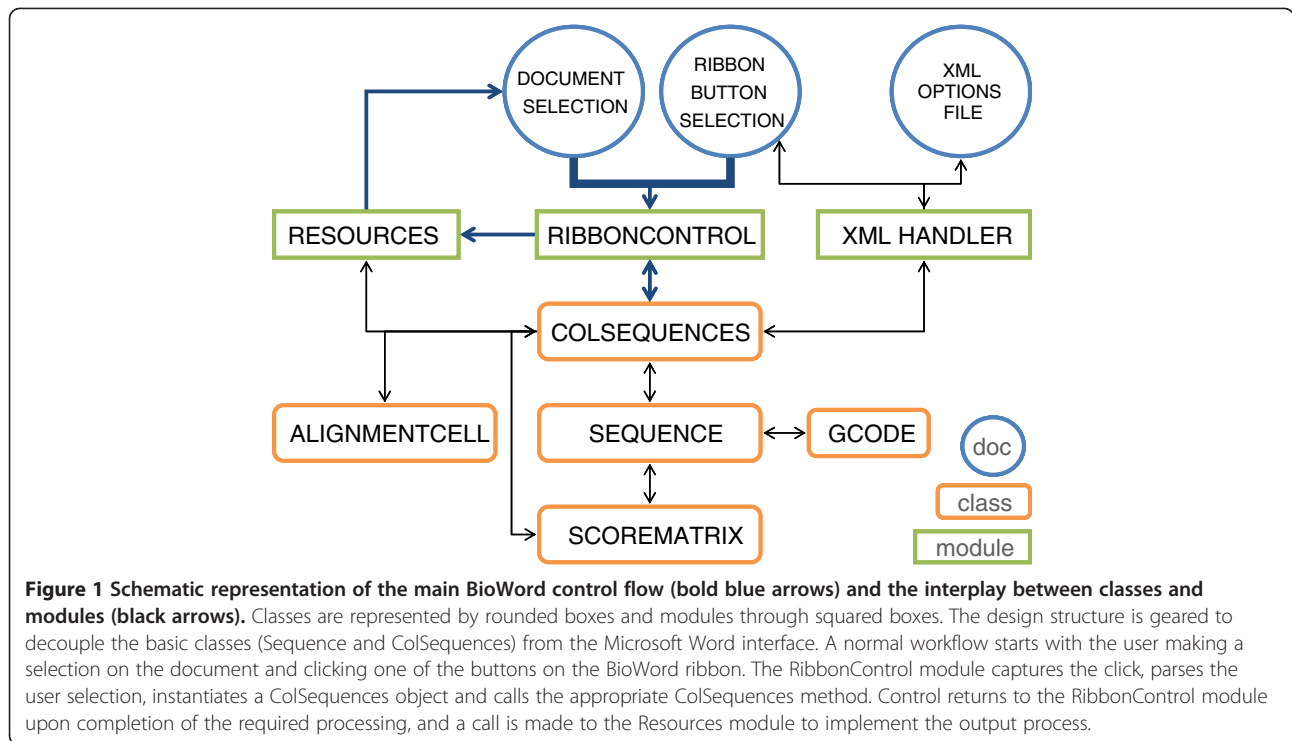 DOCUMENT
SELECTION
RIBBON
BUTTON
SELECTION
XML
OPTIONS
FILE
RESOURCES
RIBBONCONTROL
XML HANDLER
COLSEQUENCES
ALIGNMENTCELL
SEQUENCE
GCODE
SCOREMATRIX
doc
class
module
Figure 1 Schematic representation of the main BioWord control flow (bold blue arrows) and the interplay between classes and
modules (black arrows). Classes are represented by rounded boxes and modules through squared boxes. The design structure is geared to
decouple the basic classes (Sequence and ColSequences) from the Microsoft Word interface. A normal workflow starts with the user making a
selection on the document and clicking one of the buttons on the BioWord ribbon. The RibbonControl module captures the click, parses the
user selection, instantiates a ColSequences object and calls the appropriate ColSequences method. Control returns to the RibbonControl module
upon completion of the required processing, and a call is made to the Resources module to implement the output process.